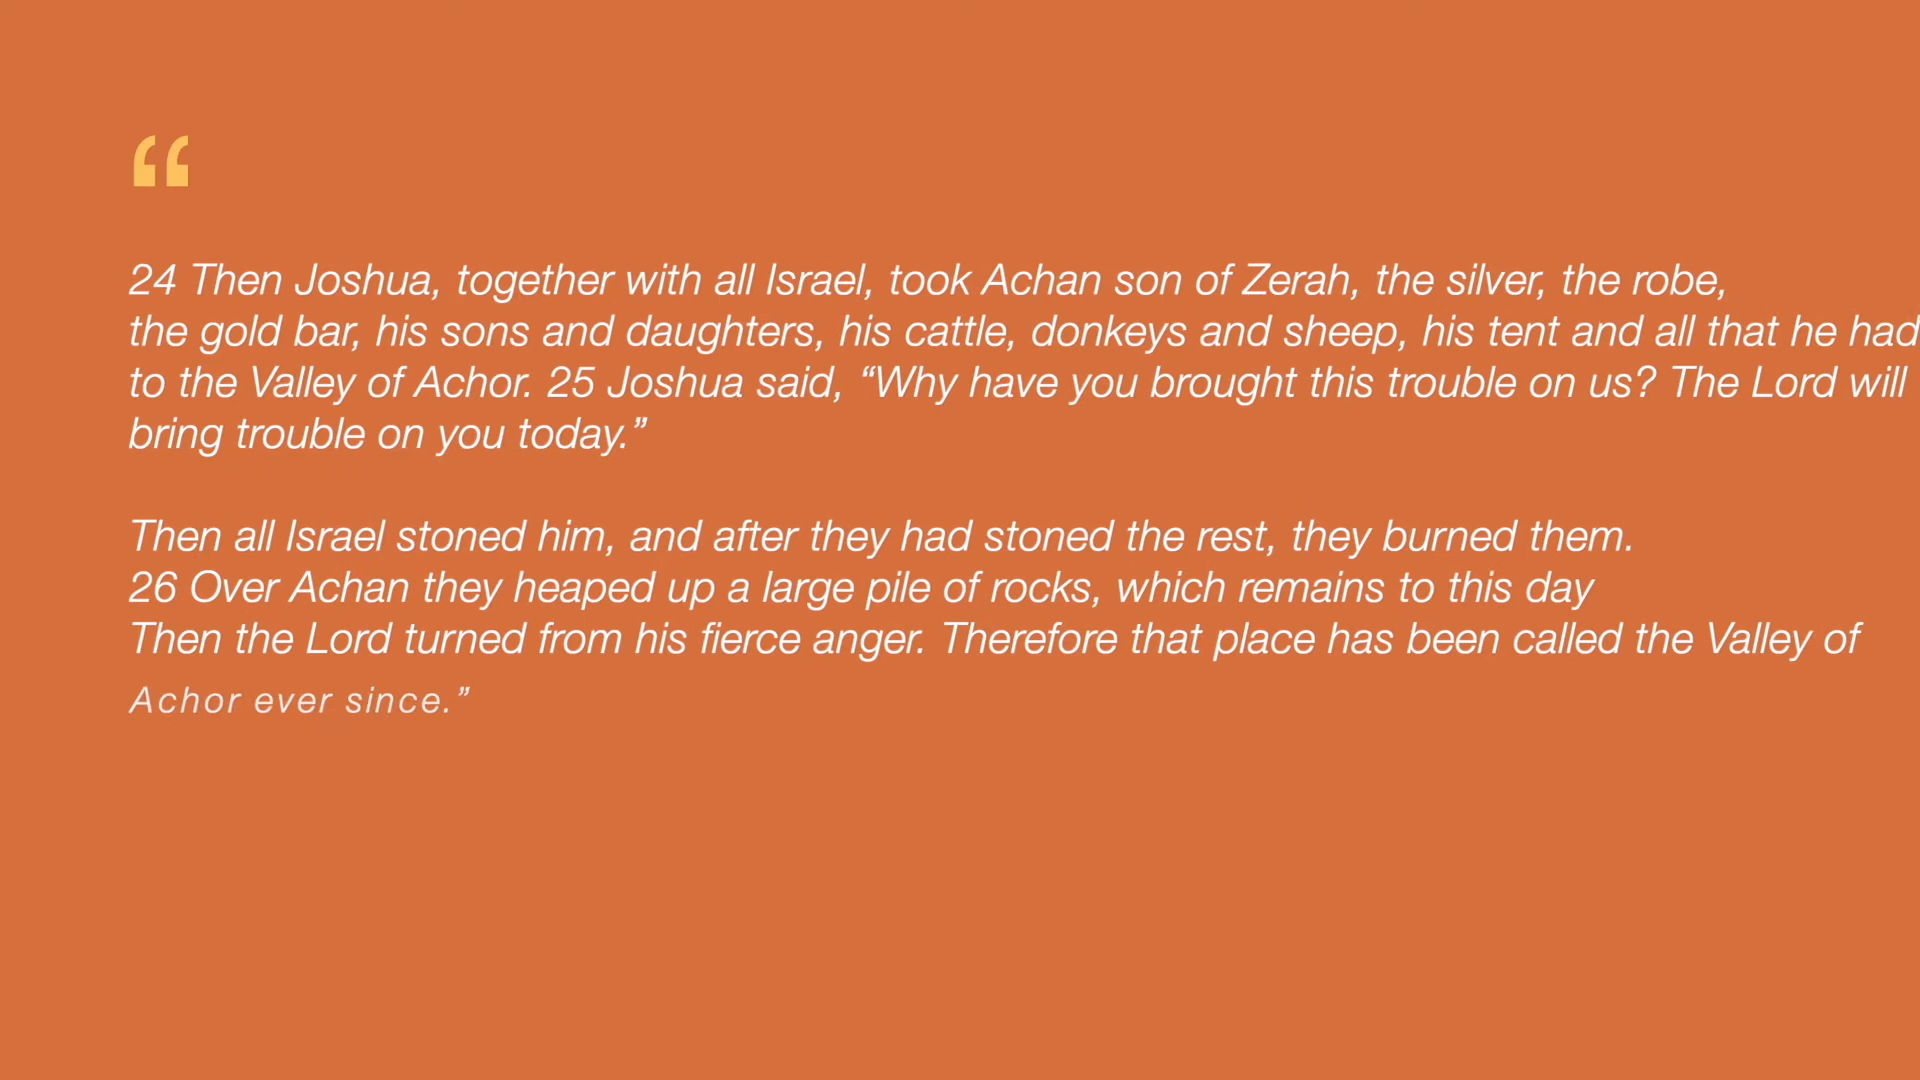 “
24 Then Joshua, together with all Israel, took Achan son of Zerah, the silver, the robe,
the gold bar, his sons and daughters, his cattle, donkeys and sheep, his tent and all that he had
to the Valley of Achor. 25 Joshua said, “Why have you brought this trouble on us? The Lord will
bring trouble on you today.”
Then all Israel stoned him, and after they had stoned the rest, they burned them.
26 Over Achan they heaped up a large pile of rocks, which remains to this day
Then the Lord turned from his fierce anger. Therefore that place has been called the Valley of
Achor ever since.”